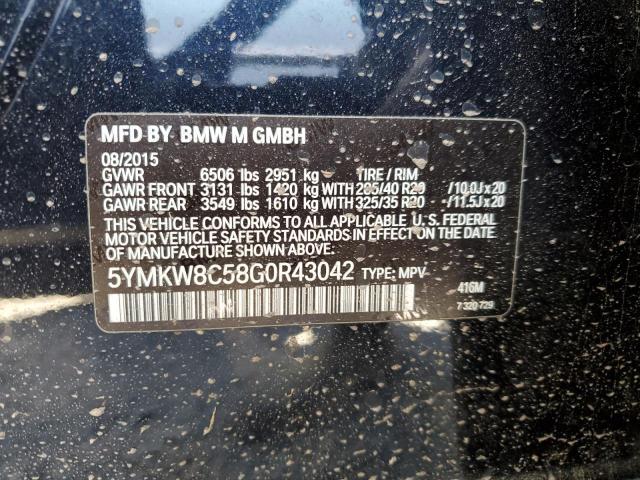 MFD BY BMW M GMBH
08/2015
GVWR 6506 lbs 2951 kg TIRE / RIM
GAWR FRONT 3131 lbs 1420 kg WITH 285/40 R20 /10.0J x 20
GAWR REAR 3549 lbs 1610 kg WITH 325/35 R20 /11.5J x 20
THIS VEHICLE CONFORMS TO ALL APPLICABLE U. S. FEDERAL
MOTOR VEHICLE SAFETY STANDARDS IN EFFECT ON THE DATE
OF MANUFACTURE SHOWN ABOVE.
5YMKW8C58G0R43042 TYPE: MPV
416M
7 320 729